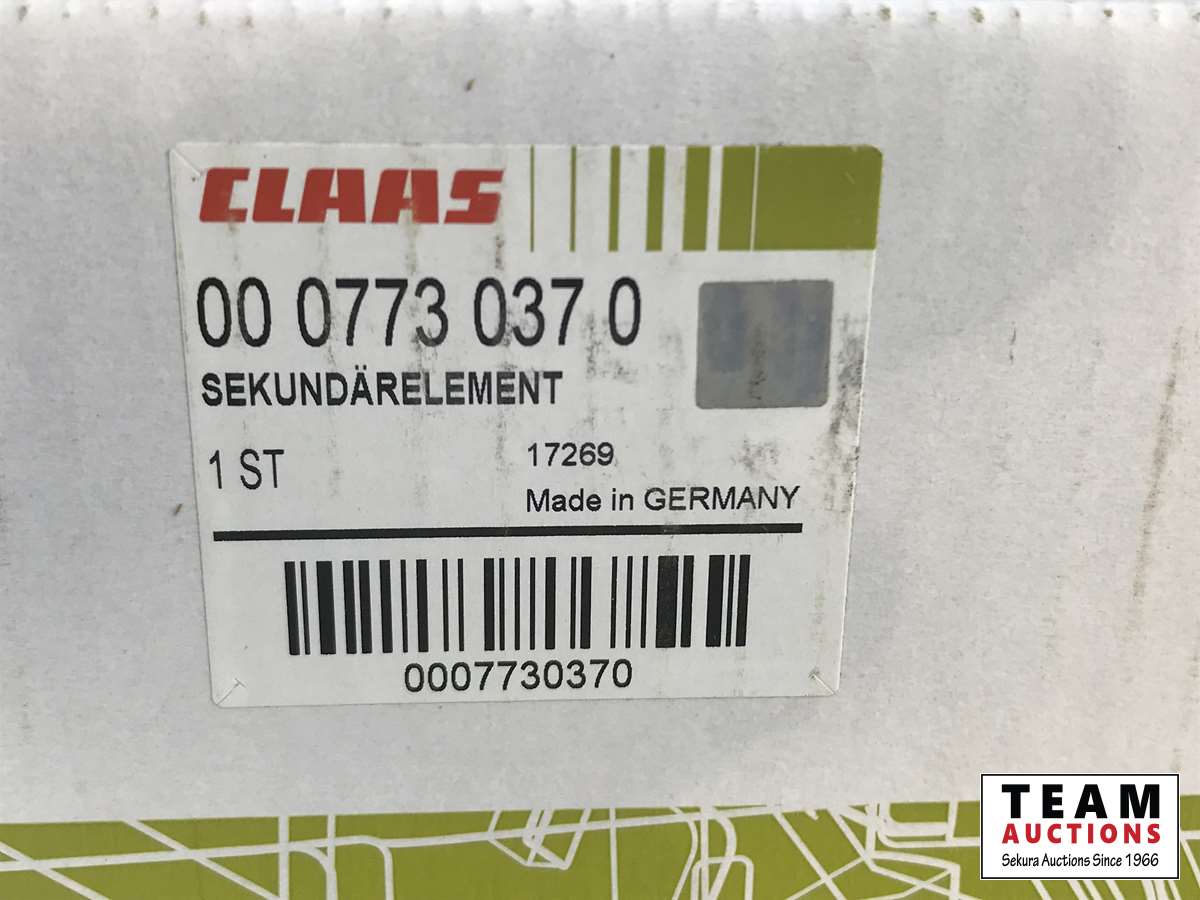 CLAAS
00 0773 037 0
SEKUNDÄRELEMENT
1 ST
17269
Made in GERMANY
0007730370
TEAM
AUCTIONS
Sekura Auctions Since 1966